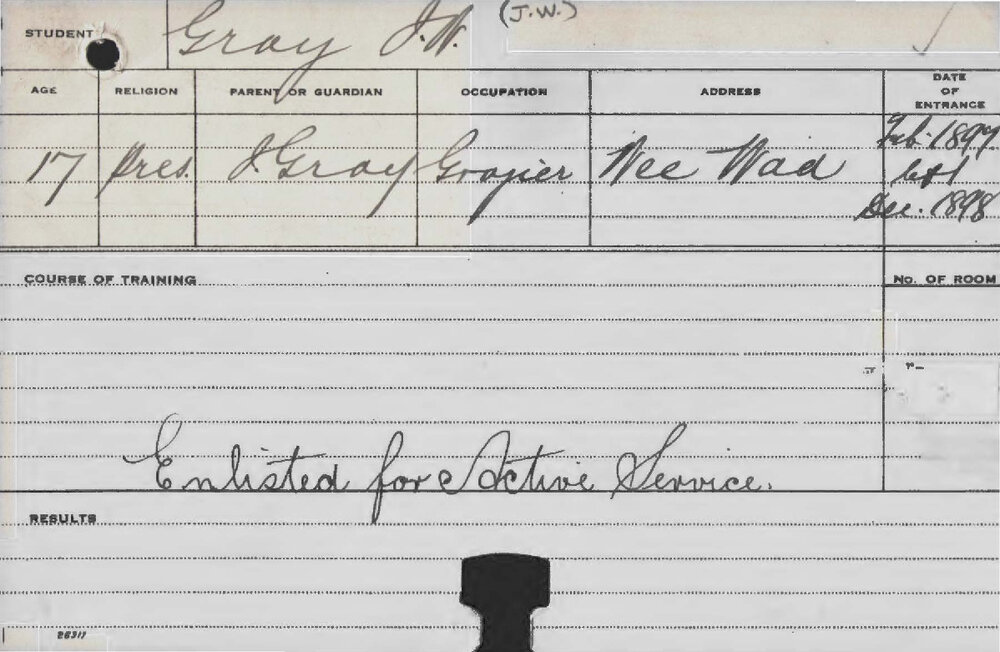 STUDENT Gray J.W. (J.W.)
AGE RELIGION PARENT OR GUARDIAN OCCUPATION ADDRESS DATE OF ENTRANCE
17 Pres. J Gray Grazier Wee Wad Feb. 1897
left
Dec. 1898
COURSE OF TRAINING No. OF ROOM
Enlisted for Active Service.
RESULTS
26311